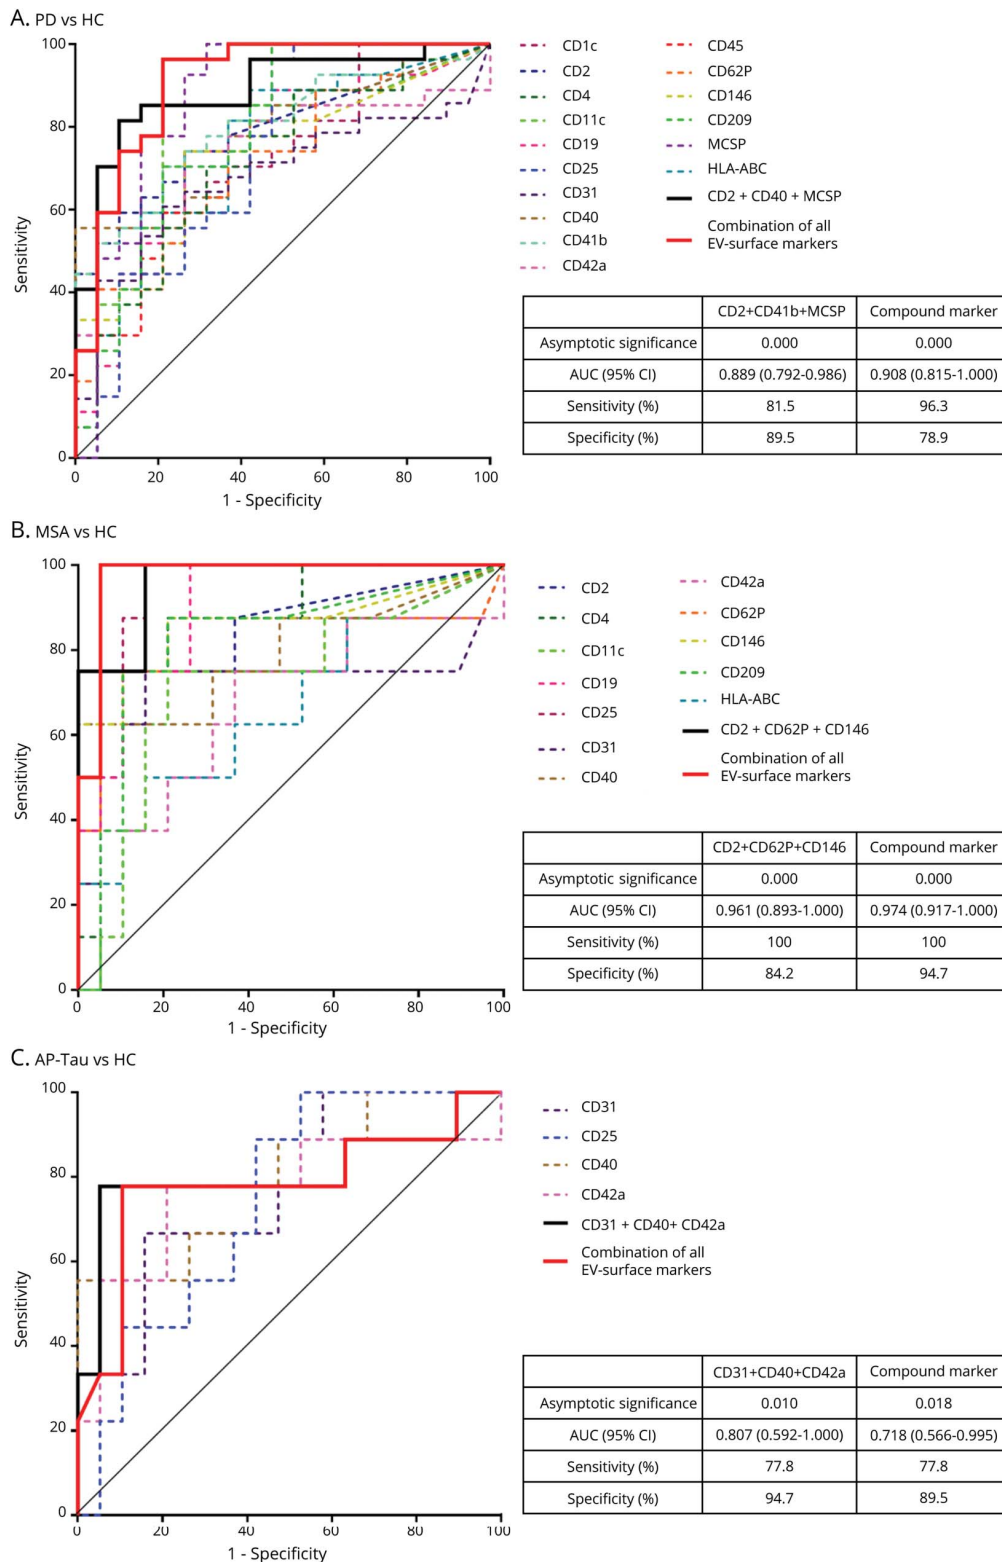 A. PD vs HC
100
80
60
40
20
0
Sensitivity
0 20 40 60 80 100
1 - Specificity
CD1c
CD2
CD4
CD11c
CD19
CD25
CD31
CD40
CD41b
CD42a
CD45
CD62P
CD146
CD209
MCSP
HLA-ABC
CD2 + CD40 + MCSP
Combination of all
EV-surface markers
CD2+CD41b+MCSP Compound marker
Asymptotic significance 0.000 0.000
AUC (95% CI) 0.889 (0.792-0.986) 0.908 (0.815-1.000)
Sensitivity (%) 81.5 96.3
Specificity (%) 89.5 78.9
B. MSA vs HC
100
80
60
40
20
0
Sensitivity
0 20 40 60 80 100
1 - Specificity
CD2
CD4
CD11c
CD19
CD25
CD31
CD40
CD42a
CD62P
CD146
CD209
HLA-ABC
CD2 + CD62P + CD146
Combination of all
EV-surface markers
CD2+CD62P+CD146 Compound marker
Asymptotic significance 0.000 0.000
AUC (95% CI) 0.961 (0.893-1.000) 0.974 (0.917-1.000)
Sensitivity (%) 100 100
Specificity (%) 84.2 94.7
C. AP-Tau vs HC
100
80
60
40
20
0
Sensitivity
0 20 40 60 80 100
1 - Specificity
CD31
CD25
CD40
CD42a
CD31 + CD40+ CD42a
Combination of all
EV-surface markers
CD31+CD40+CD42a Compound marker
Asymptotic significance 0.010 0.018
AUC (95% CI) 0.807 (0.592-1.000) 0.718 (0.566-0.995)
Sensitivity (%) 77.8 77.8
Specificity (%) 94.7 89.5